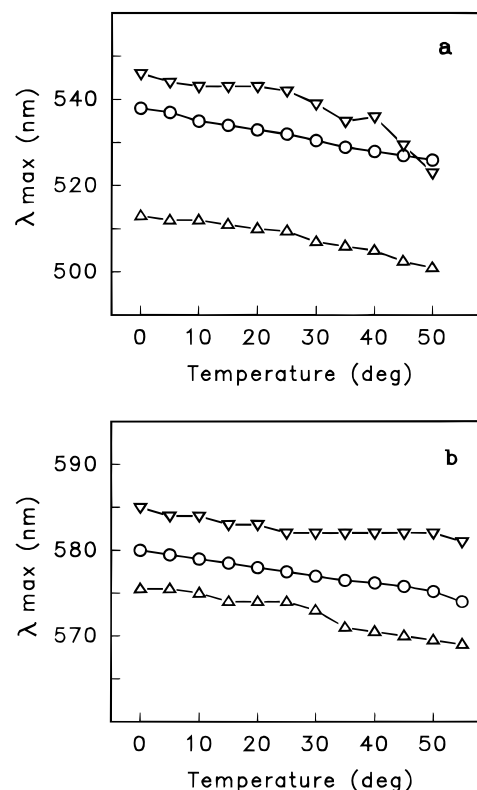 a
540
520
500
λ max (nm)
0 10 20 30 40 50
Temperature (deg)
b
590
580
570
λ max (nm)
0 10 20 30 40 50
Temperature (deg)